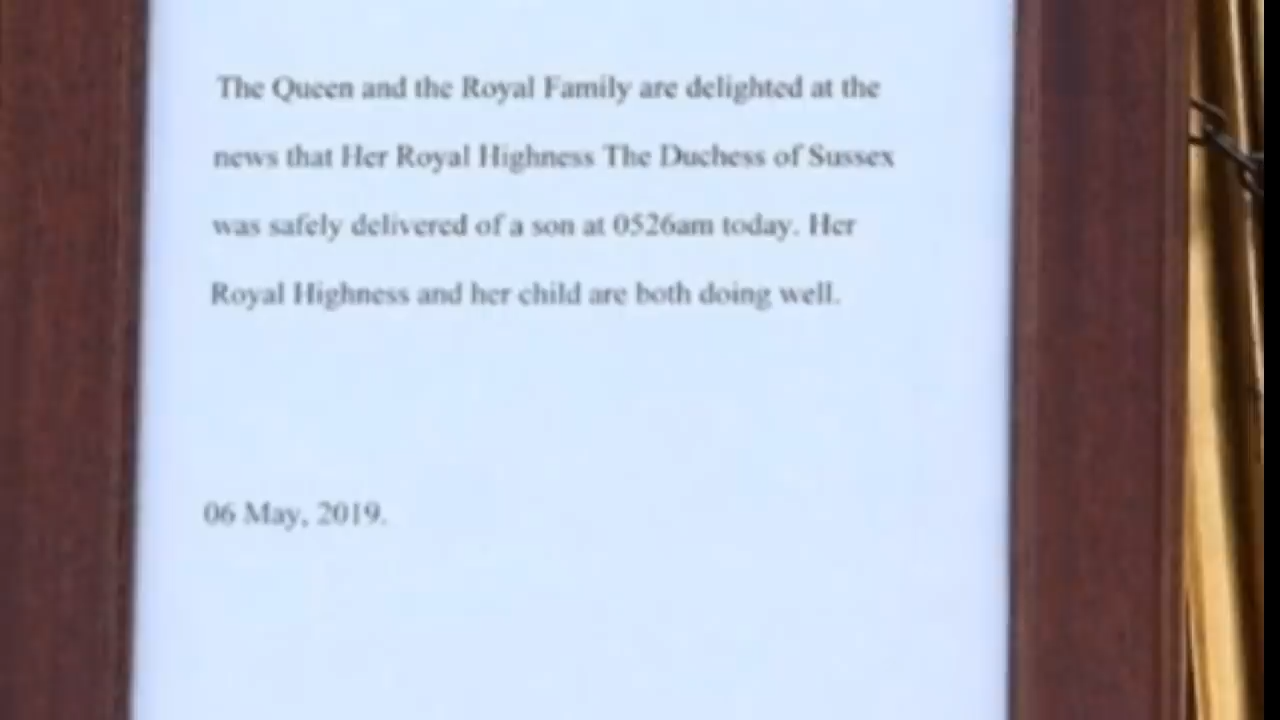 The Queen and the Royal Family are delighted at the
news that Her Royal Highness The Duchess of Sussex
was safely delivered of a son at 0526am today. Her
Royal Highness and her child are both doing well.
06 May, 2019.